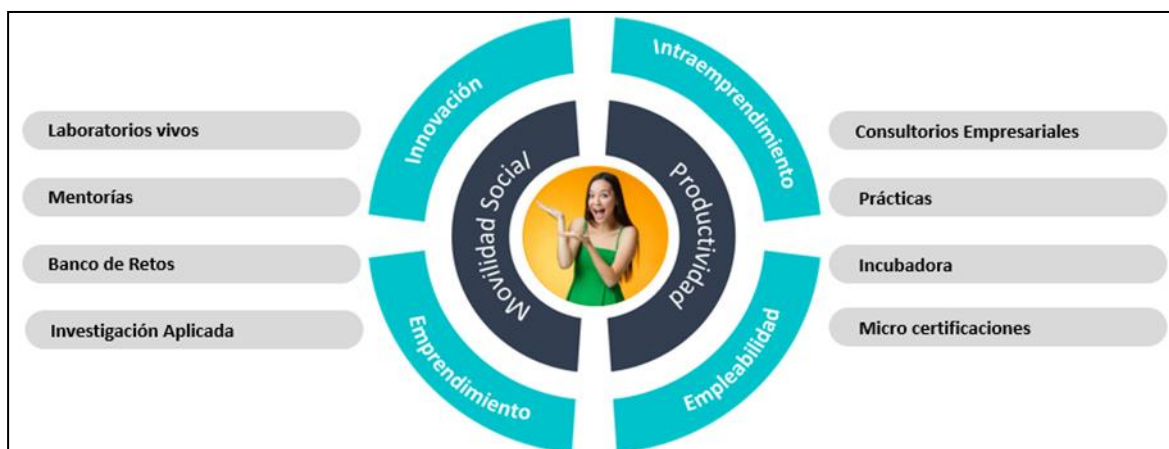 Laboratorios vivos
Mentorías
Banco de Retos
Investigación Aplicada
Innovación
Intraemprendimiento
Movilidad Social
Productividad
Emprendimiento
Empleabilidad
Consultorios Empresariales
Prácticas
Incubadora
Micro certificaciones